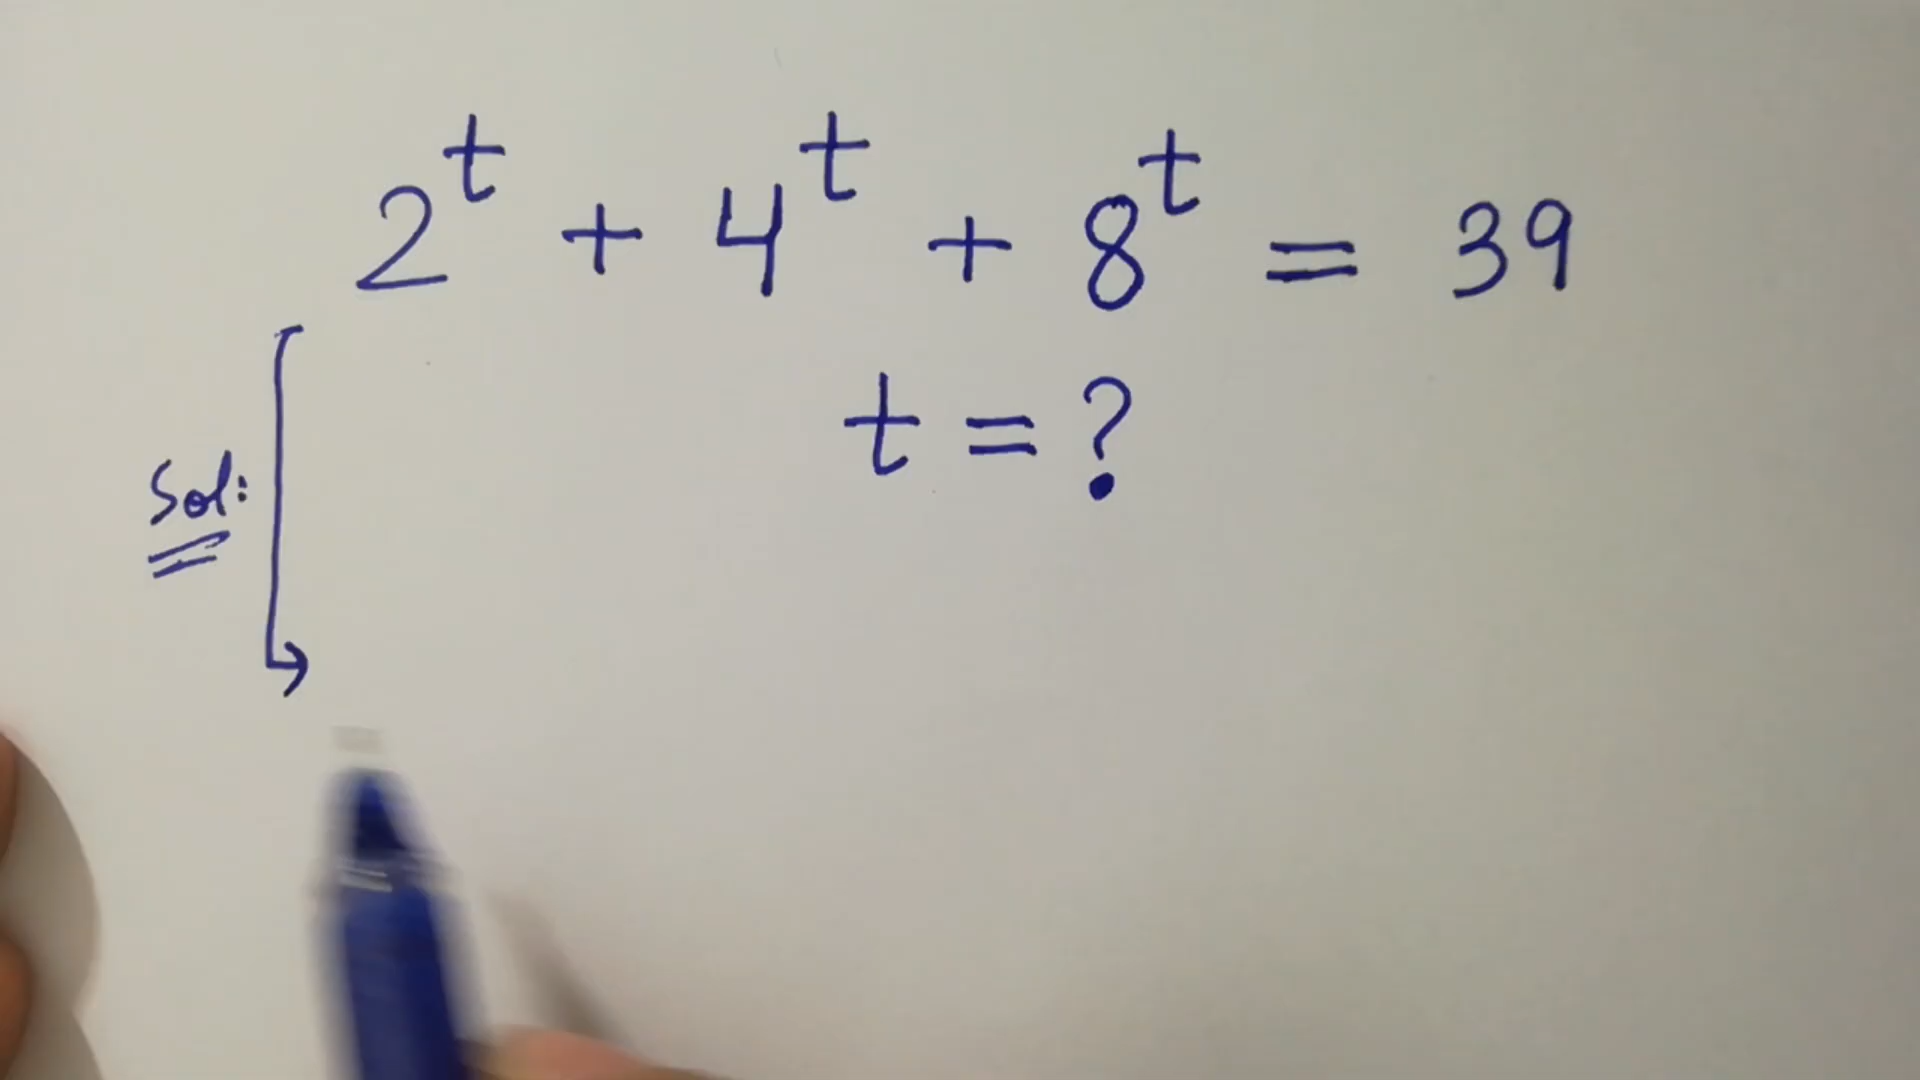 2^t + 4^t + 8^t = 39
t = ?
Sol: